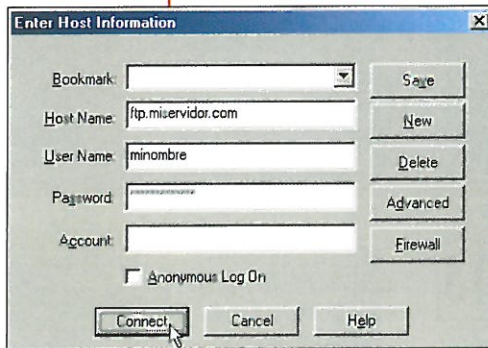 Enter Host Information
Bookmark:
Save
Host Name: ftp.miservidor.com
New
User Name: minombre
Delete
Password: **************
Advanced
Account:
Firewall
Anonymous Log On
Connect Cancel Help